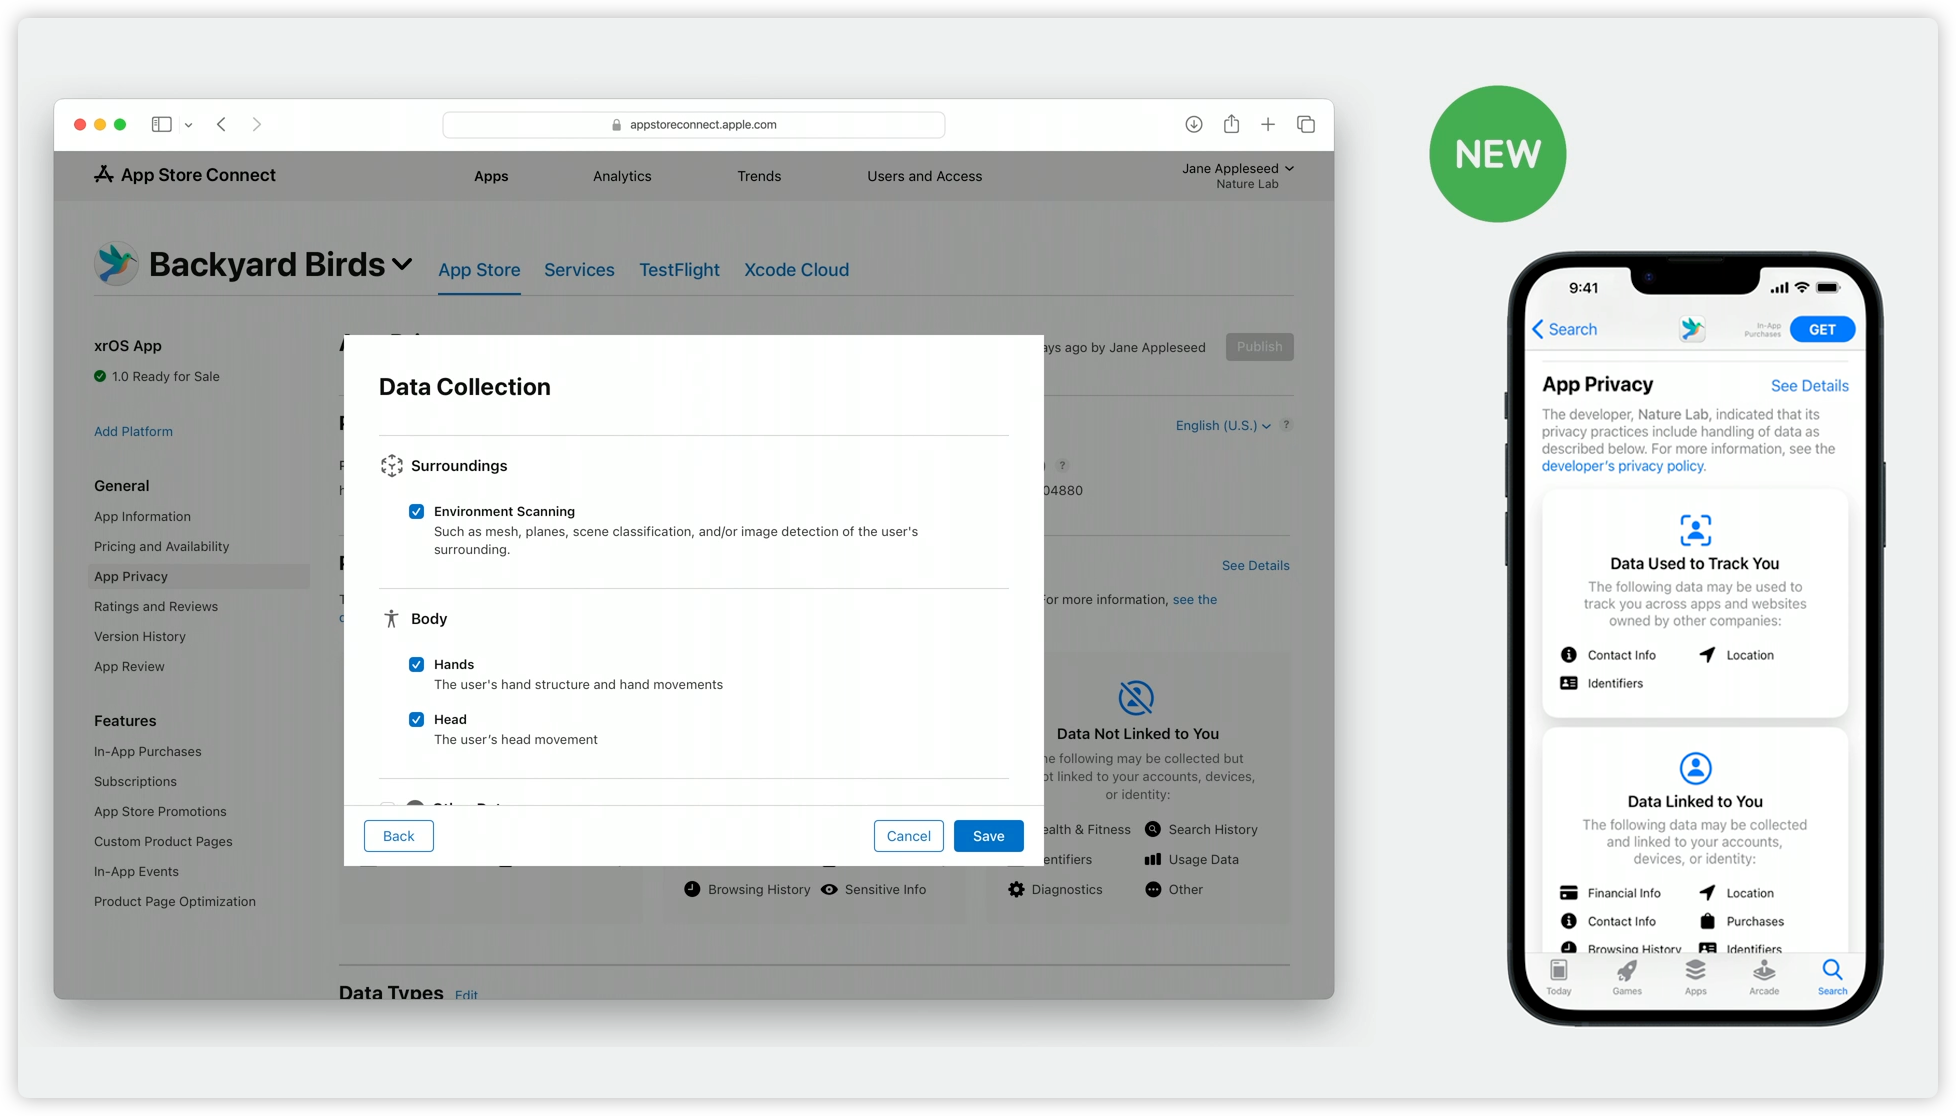 appstoreconnect.apple.com
App Store Connect
Apps
Analytics
Trends
Users and Access
Jane Appleseed
Nature Lab
Backyard Birds
App Store
Services
TestFlight
Xcode Cloud
xrOS App
1.0 Ready for Sale
Add Platform
General
App Information
Pricing and Availability
App Privacy
Ratings and Reviews
Version History
App Review
Features
In-App Purchases
Subscriptions
App Store Promotions
Custom Product Pages
In-App Events
Product Page Optimization
ago by Jane Appleseed
Publish
English (U.S.)
?
?
04880
See Details
For more information, see the
Data Collection
Surroundings
Environment Scanning
Such as mesh, planes, scene classification, and/or image detection of the user's
surrounding.
Body
Hands
The user's hand structure and hand movements
Head
The user's head movement
Back
Cancel
Save
Browsing History
Sensitive Info
Data Not Linked to You
following may be collected but
linked to your accounts, devices,
or identity:
& Fitness
Search History
Usage Data
Diagnostics
Other
Data Types Edit
NEW
9:41
Search
In-App
Purchases
GET
App Privacy
See Details
The developer, Nature Lab, indicated that its
privacy practices include handling of data as
described below. For more information, see the
developer's privacy policy.
Data Used to Track You
The following data may be used to
track you across apps and websites
owned by other companies:
Contact Info
Location
Identifiers
Data Linked to You
The following data may be collected
and linked to your accounts,
devices, or identity:
Financial Info
Location
Contact Info
Purchases
Browsing History
Identifiers
Today
Games
Apps
Arcade
Search